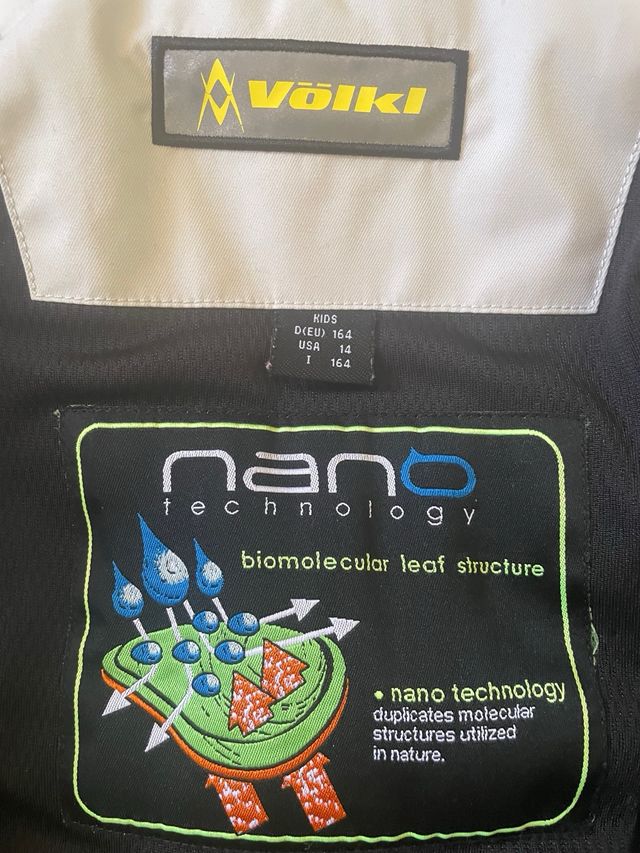 Völkl
KIDS
D(EU) 164
USA 14
I 164
nano
technology
biomolecular leaf structure
• nano technology
duplicates molecular
structures utilized
in nature.